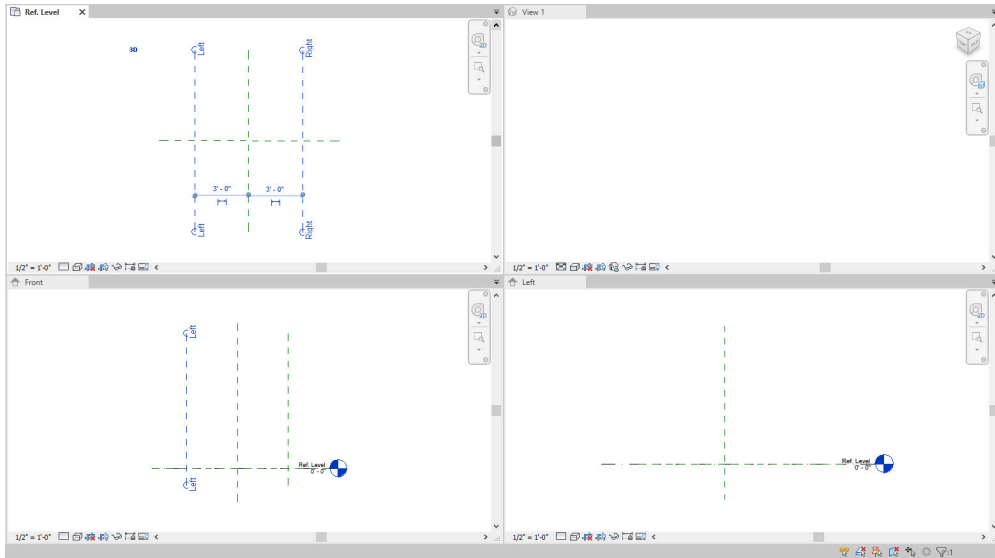 Ref. Level
View 1
3D
Left
Right
3' - 0"
3' - 0"
Left
Right
1/2" = 1'-0"
1/2" = 1'-0"
Front
Left
Left
Ref. Level
0' - 0"
Left
Ref. Level
0' - 0"
1/2" = 1'-0"
1/2" = 1'-0"
:1